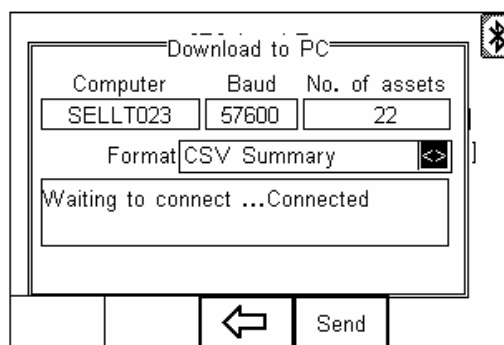 Download to PC
Computer Baud No. of assets
SELLT023 57600 22
Format CSV Summary <>
Waiting to connect ...Connected
Send